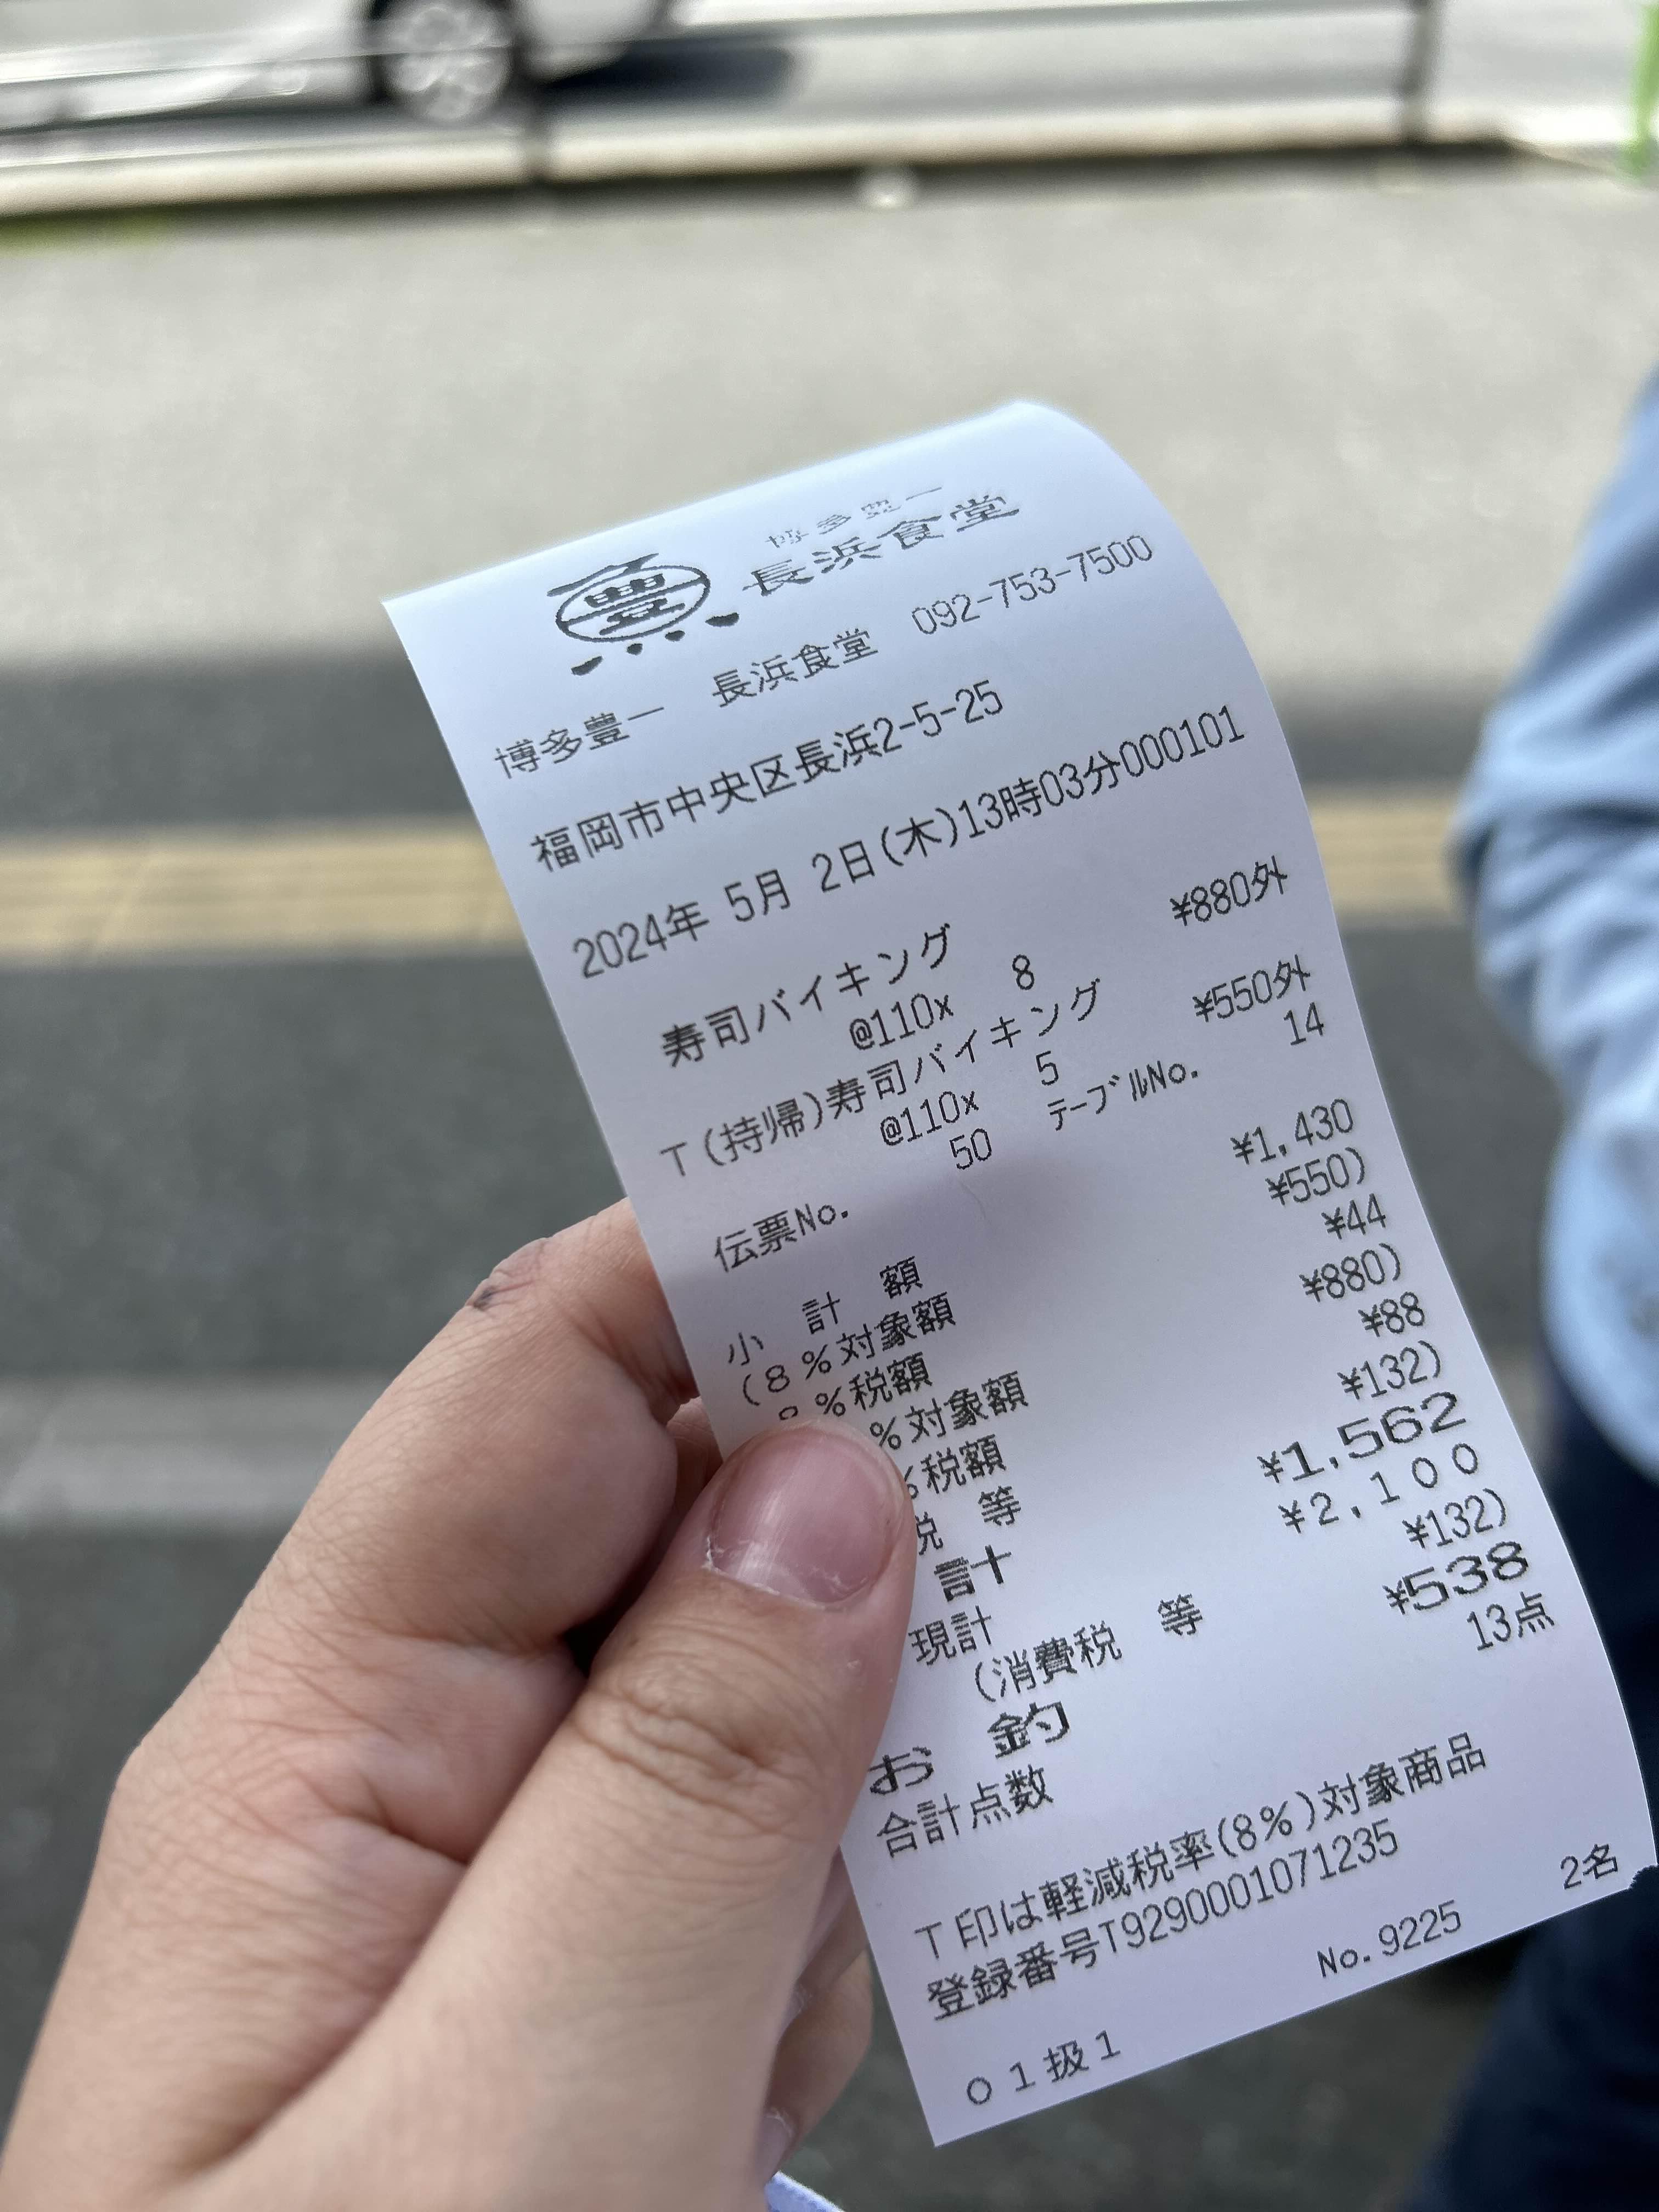 豊
博多豊一
長浜食堂
博多豊一 長浜食堂 092-753-7500
福岡市中央区長浜2-5-25
2024年 5月 2日(木)13時03分000101
寿司バイキング ¥880外
@110x 8
T(持帰)寿司バイキング ¥550外
@110x 5
伝票No. 50 テーブルNo. 14
小計額 ¥1,430
(8%対象額 ¥550)
8%税額 ¥44
%対象額 ¥880)
%税額 ¥88
税等 ¥132)
計 ¥1,562
現計 ¥2,100
(消費税 等 ¥132)
お釣 ¥538
合計点数 13点
T印は軽減税率(8%)対象商品
登録番号T9290001071235
2名
No.9225
01扱1